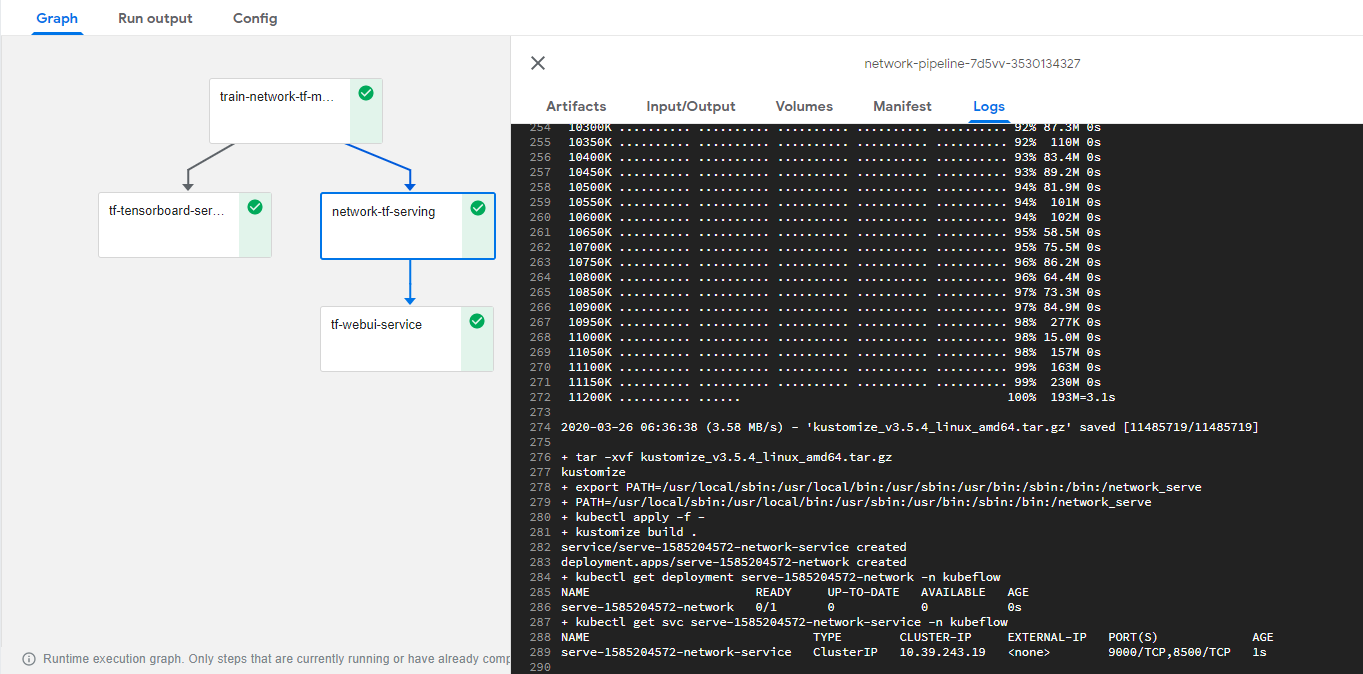 Graph Run output Config
train-network-tf-m...
tf-tensorboard-ser...
network-tf-serving
tf-webui-service
Runtime execution graph. Only steps that are currently running or have already comp
network-pipeline-7d5vv-3530134327
Artifacts Input/Output Volumes Manifest Logs
254 10300K .......... .......... .......... .......... .......... 92% 87.3M 0s
255 10350K .......... .......... .......... .......... .......... 92% 110M 0s
256 10400K .......... .......... .......... .......... .......... 93% 83.4M 0s
257 10450K .......... .......... .......... .......... .......... 93% 89.2M 0s
258 10500K .......... .......... .......... .......... .......... 94% 81.9M 0s
259 10550K .......... .......... .......... .......... .......... 94% 101M 0s
260 10600K .......... .......... .......... .......... .......... 94% 102M 0s
261 10650K .......... .......... .......... .......... .......... 95% 58.5M 0s
262 10700K .......... .......... .......... .......... .......... 95% 75.5M 0s
263 10750K .......... .......... .......... .......... .......... 96% 86.2M 0s
264 10800K .......... .......... .......... .......... .......... 96% 64.4M 0s
265 10850K .......... .......... .......... .......... .......... 97% 73.3M 0s
266 10900K .......... .......... .......... .......... .......... 97% 84.9M 0s
267 10950K .......... .......... .......... .......... .......... 98% 277K 0s
268 11000K .......... .......... .......... .......... .......... 98% 15.0M 0s
269 11050K .......... .......... .......... .......... .......... 98% 157M 0s
270 11100K .......... .......... .......... .......... .......... 99% 163M 0s
271 11150K .......... .......... .......... .......... .......... 99% 230M 0s
272 11200K .......... ...... 100% 193M=3.1s
273
274 2020-03-26 06:36:38 (3.58 MB/s) - 'kustomize_v3.5.4_linux_amd64.tar.gz' saved [11485719/11485719]
275
276 + tar -xvf kustomize_v3.5.4_linux_amd64.tar.gz
277 kustomize
278 + export PATH=/usr/local/sbin:/usr/local/bin:/usr/sbin:/usr/bin:/sbin:/bin:/network_serve
279 + PATH=/usr/local/sbin:/usr/local/bin:/usr/sbin:/usr/bin:/sbin:/bin:/network_serve
280 + kubectl apply -f -
281 + kustomize build .
282 service/serve-1585204572-network-service created
283 deployment.apps/serve-1585204572-network created
284 + kubectl get deployment serve-1585204572-network -n kubeflow
285 NAME READY UP-TO-DATE AVAILABLE AGE
286 serve-1585204572-network 0/1 0 0 0s
287 + kubectl get svc serve-1585204572-network-service -n kubeflow
288 NAME TYPE CLUSTER-IP EXTERNAL-IP PORT(S) AGE
289 serve-1585204572-network-service ClusterIP 10.39.243.19 <none> 9000/TCP,8500/TCP 1s
290